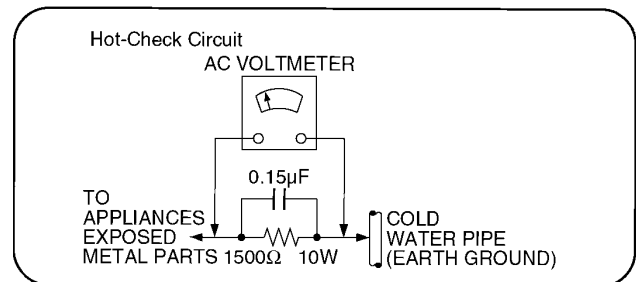 Hot-Check Circuit
AC VOLTMETER
0.15µF
TO
APPLIANCES
EXPOSED
METAL PARTS
1500Ω 10W
COLD
WATER PIPE
(EARTH GROUND)